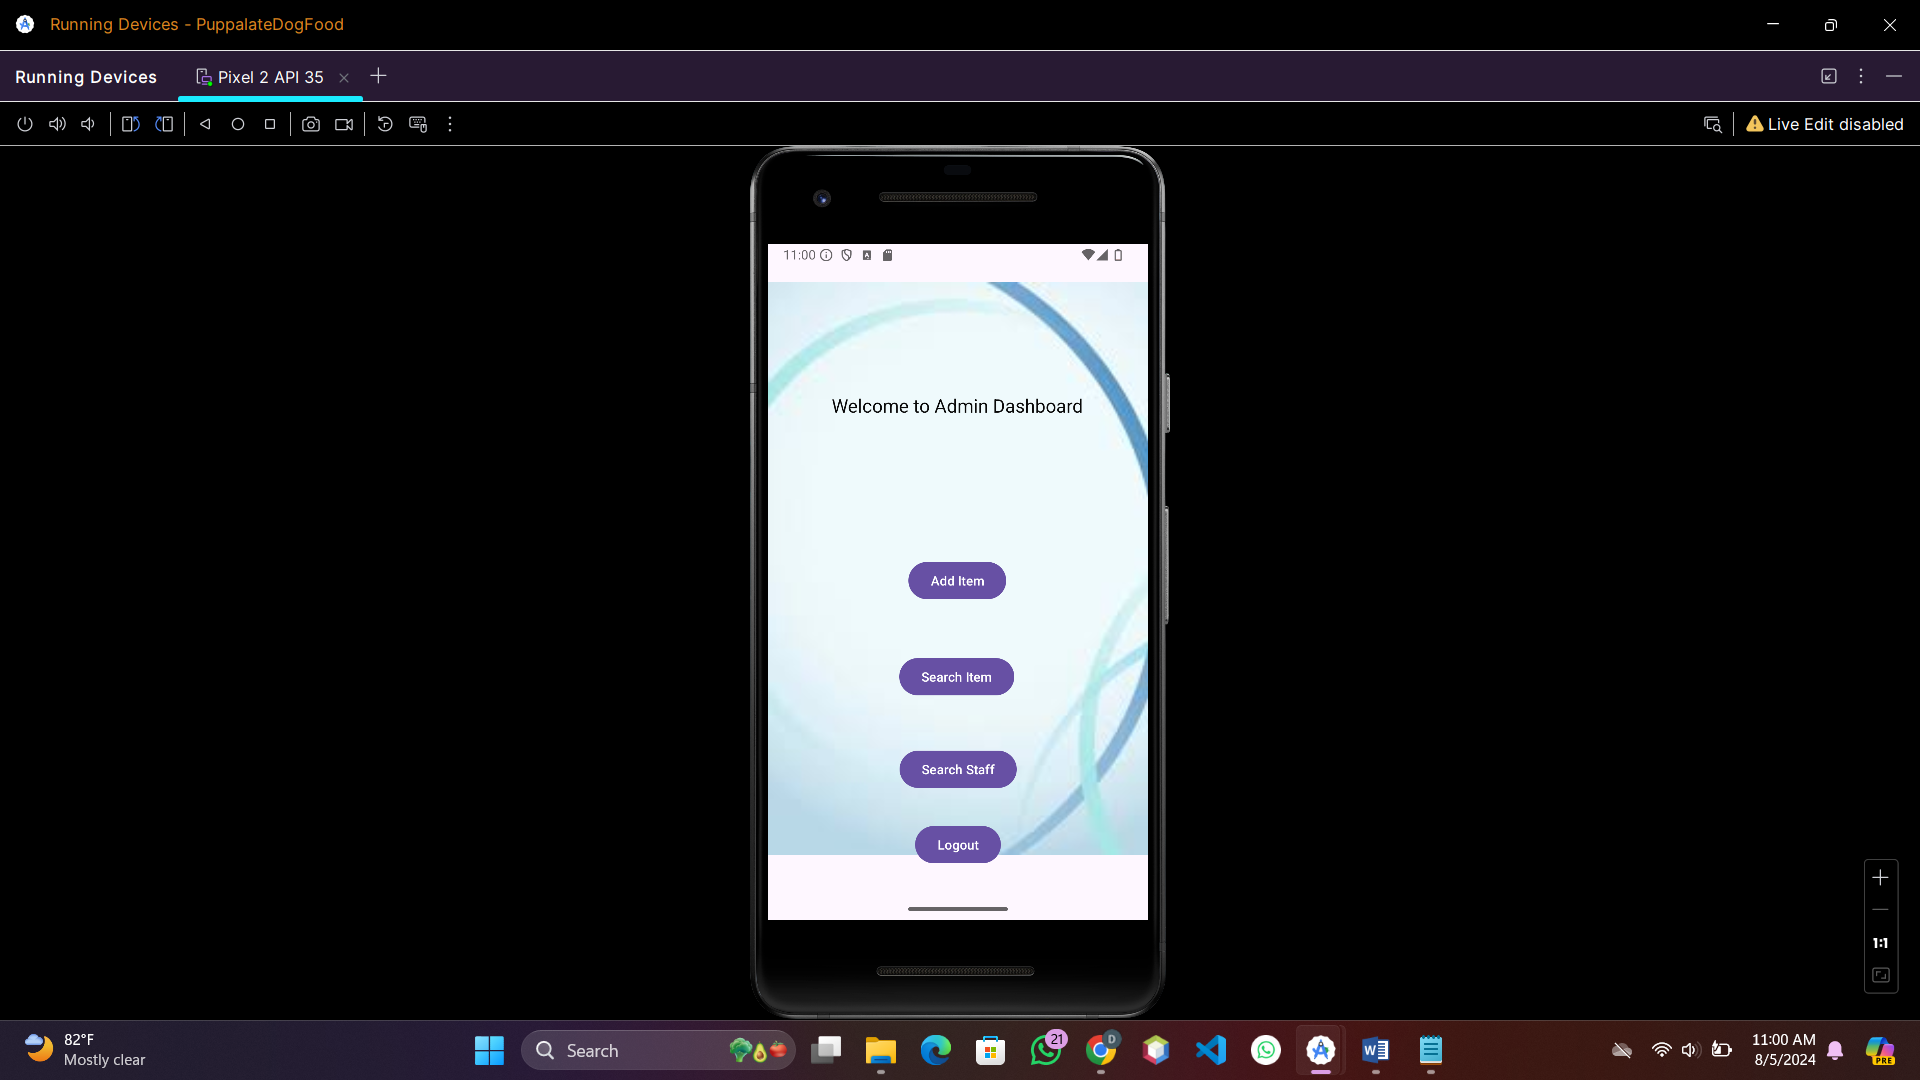 Running Devices - PuppalateDogFood
Running Devices
Pixel 2 API 35
Live Edit disabled
11:00
Welcome to Admin Dashboard
Add Item
Search Item
Search Staff
Logout
1:1
82°F
Mostly clear
Search
21
D
11:00 AM
8/5/2024
PRE